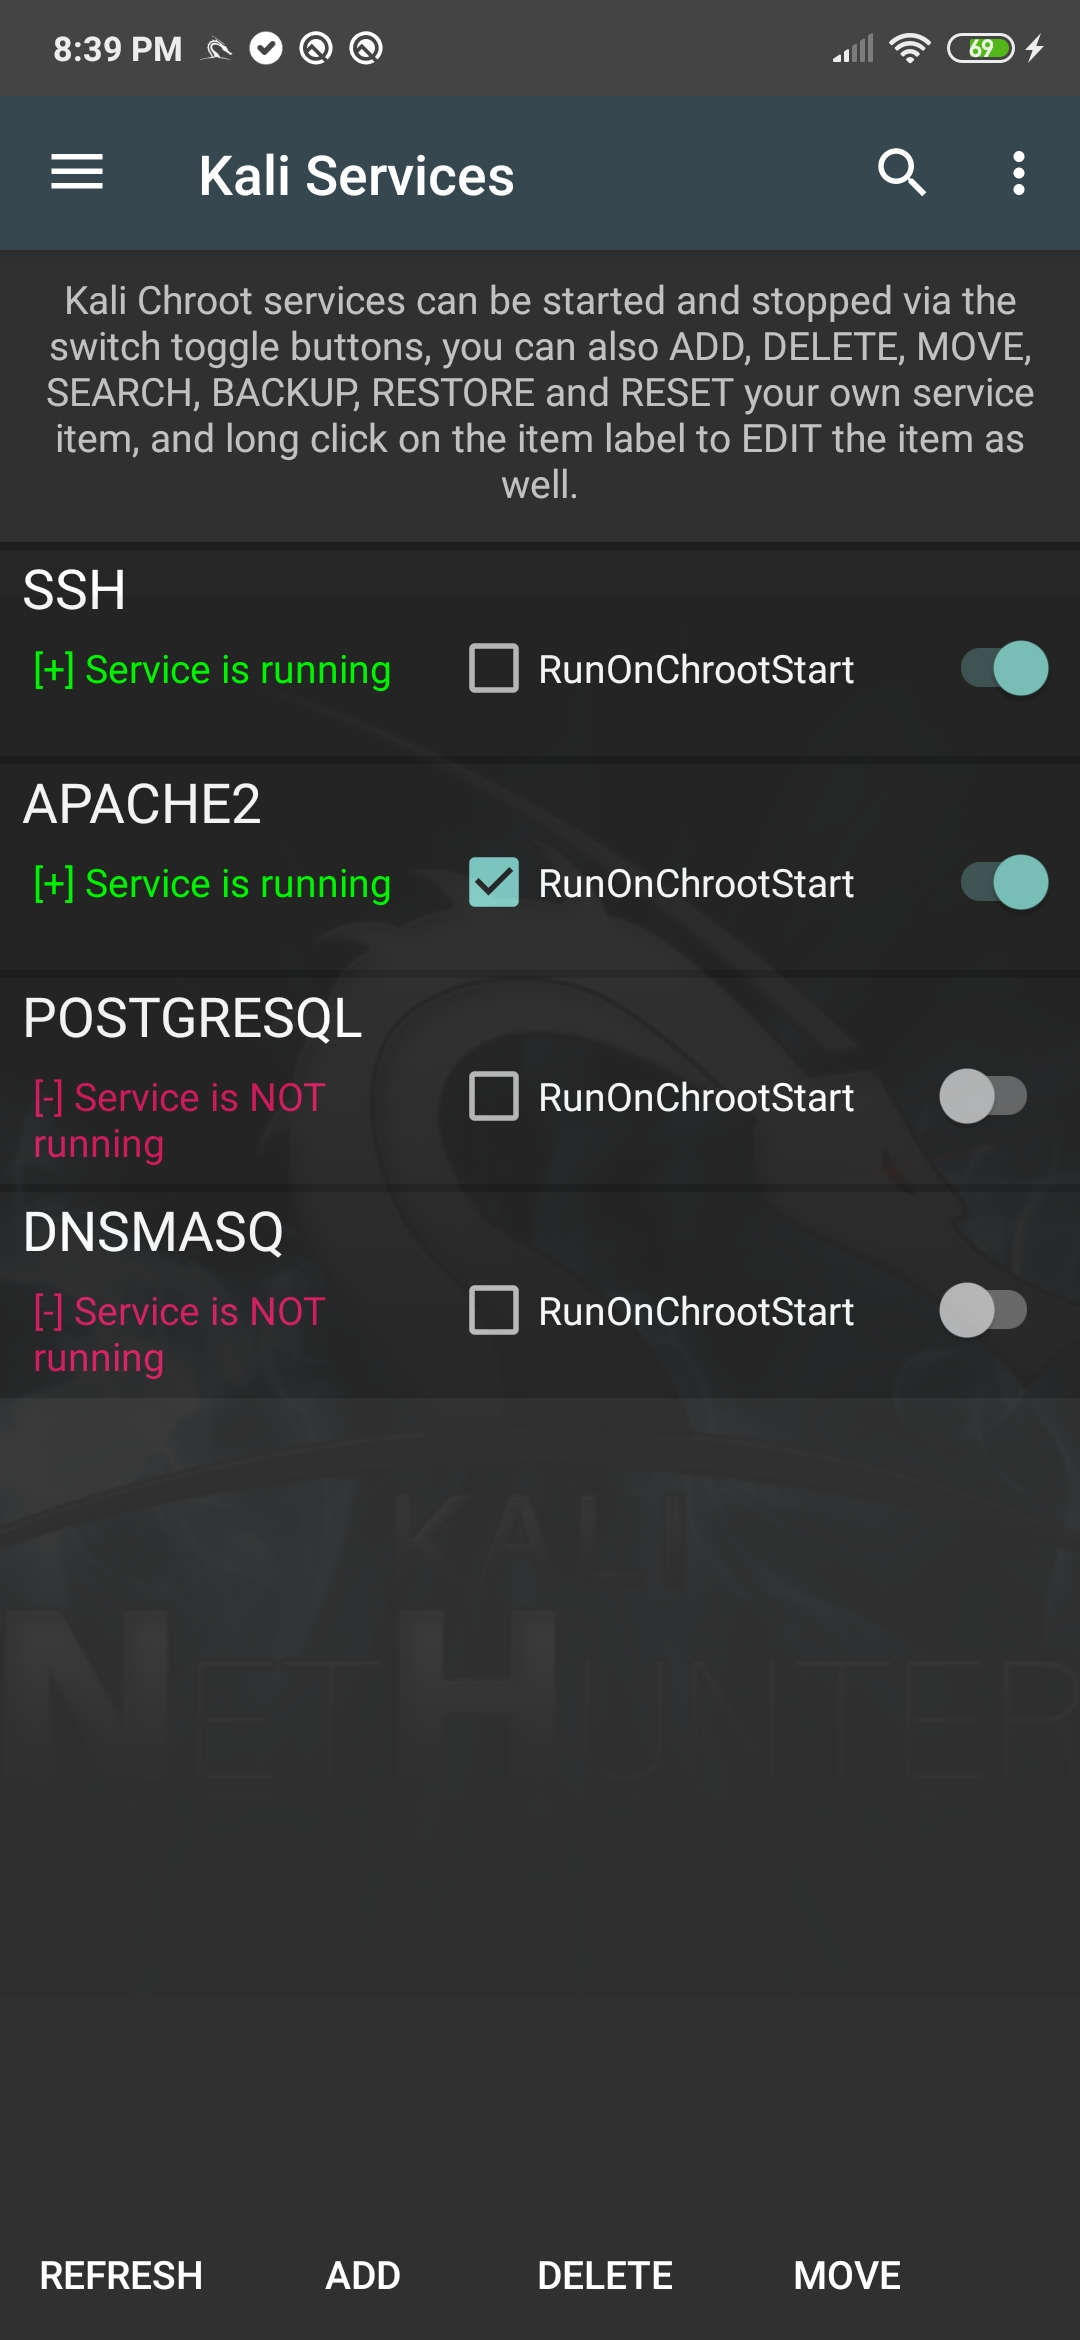 8:39 PM
69
Kali Services
Kali Chroot services can be started and stopped via the
switch toggle buttons, you can also ADD, DELETE, MOVE,
SEARCH, BACKUP, RESTORE and RESET your own service
item, and long click on the item label to EDIT the item as
well.
SSH
[+] Service is running
RunOnChrootStart
APACHE2
[+] Service is running
RunOnChrootStart
POSTGRESQL
[-] Service is NOT
running
RunOnChrootStart
DNSMASQ
[-] Service is NOT
running
RunOnChrootStart
KALI
NETHUNTER
REFRESH
ADD
DELETE
MOVE